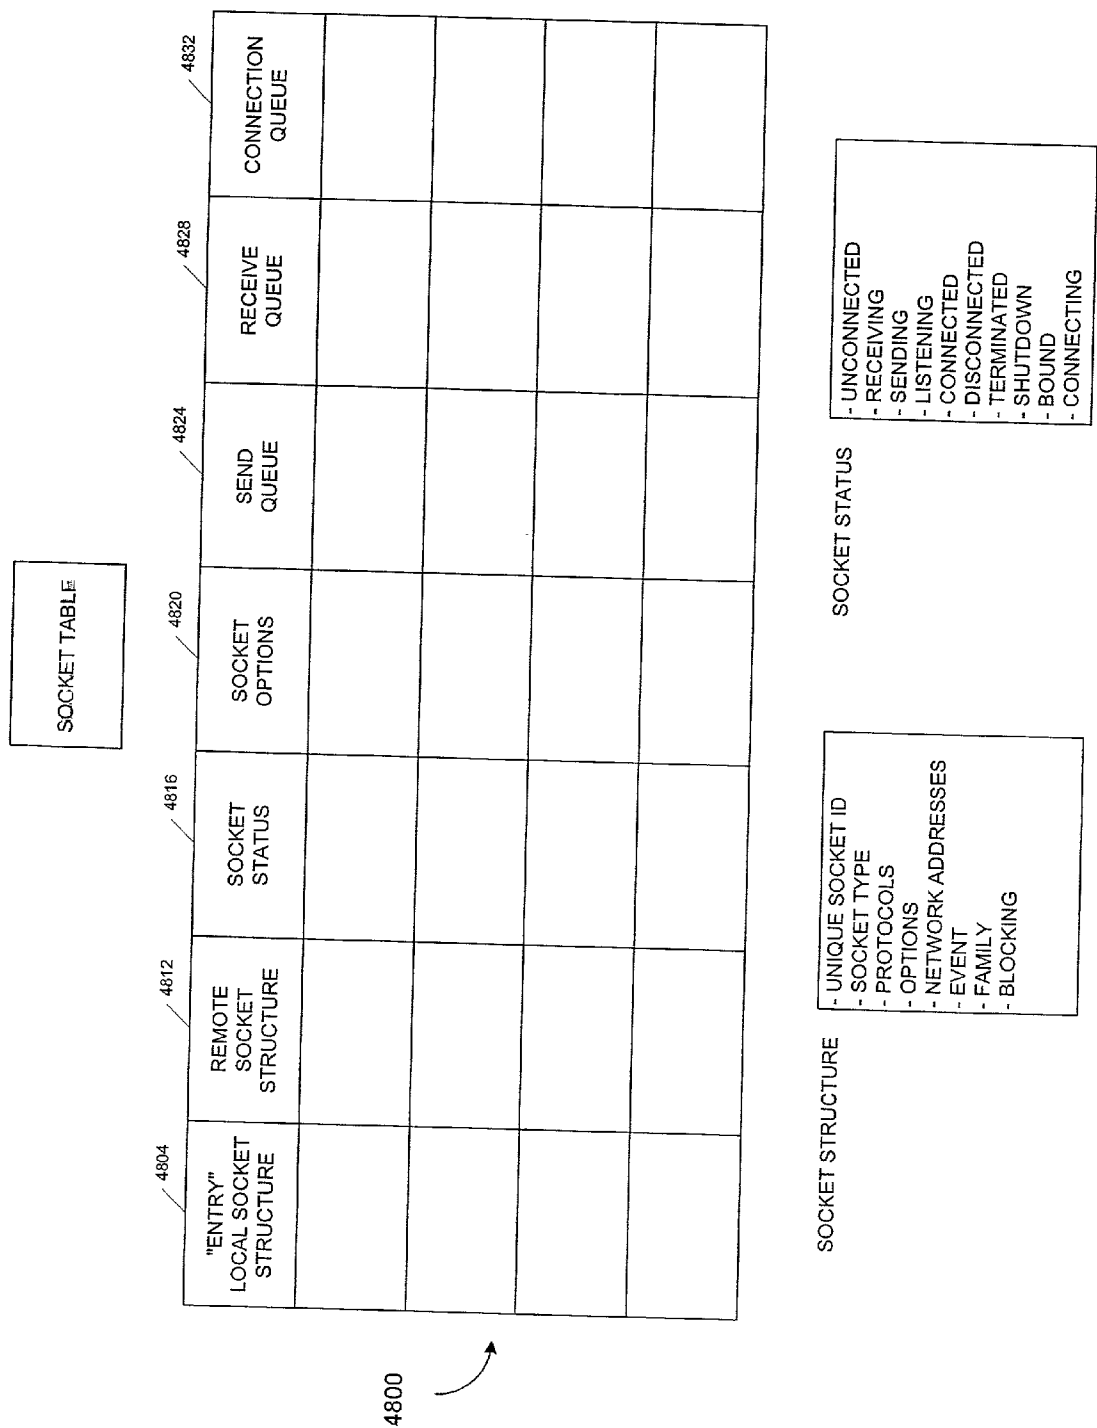 SOCKET TABLE
4804
4812
4816
4820
4824
4828
4832
"ENTRY"
LOCAL SOCKET
STRUCTURE
REMOTE
SOCKET
STRUCTURE
SOCKET
STATUS
SOCKET
OPTIONS
SEND
QUEUE
RECEIVE
QUEUE
CONNECTION
QUEUE
4800
SOCKET STRUCTURE
- UNIQUE SOCKET ID
- SOCKET TYPE
- PROTOCOLS
- OPTIONS
- NETWORK ADDRESSES
- EVENT
- FAMILY
- BLOCKING
SOCKET STATUS
- UNCONNECTED
- RECEIVING
- SENDING
- LISTENING
- CONNECTED
- DISCONNECTED
- TERMINATED
- SHUTDOWN
- BOUND
- CONNECTING